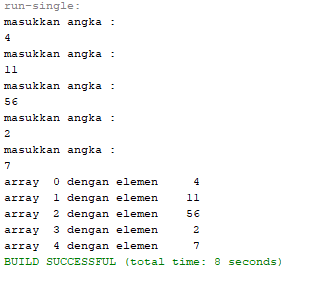 run-single:
masukkan angka :
4
masukkan angka :
11
masukkan angka :
56
masukkan angka :
2
masukkan angka :
7
array  0 dengan elemen     4
array  1 dengan elemen    11
array  2 dengan elemen    56
array  3 dengan elemen     2
array  4 dengan elemen     7
BUILD SUCCESSFUL (total time: 8 seconds)